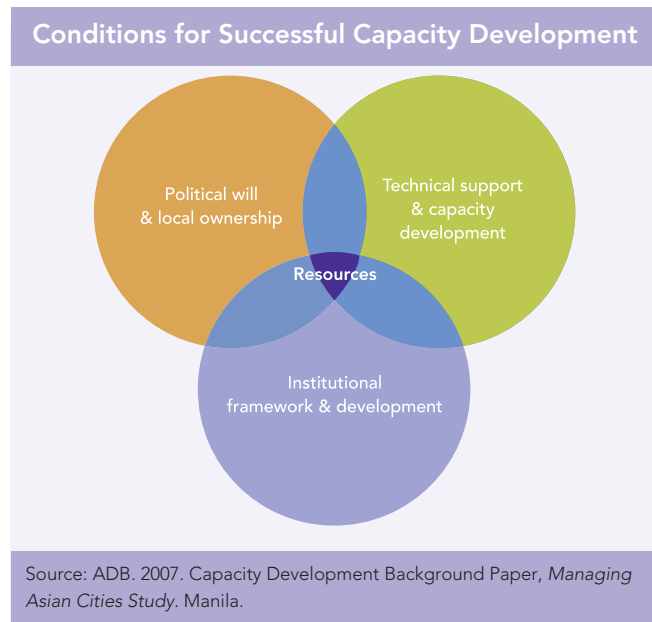 Conditions for Successful Capacity Development
Political will
& local ownership
Technical support
& capacity
development
Resources
Institutional
framework & development
Source: ADB. 2007. Capacity Development Background Paper, Managing
Asian Cities Study. Manila.